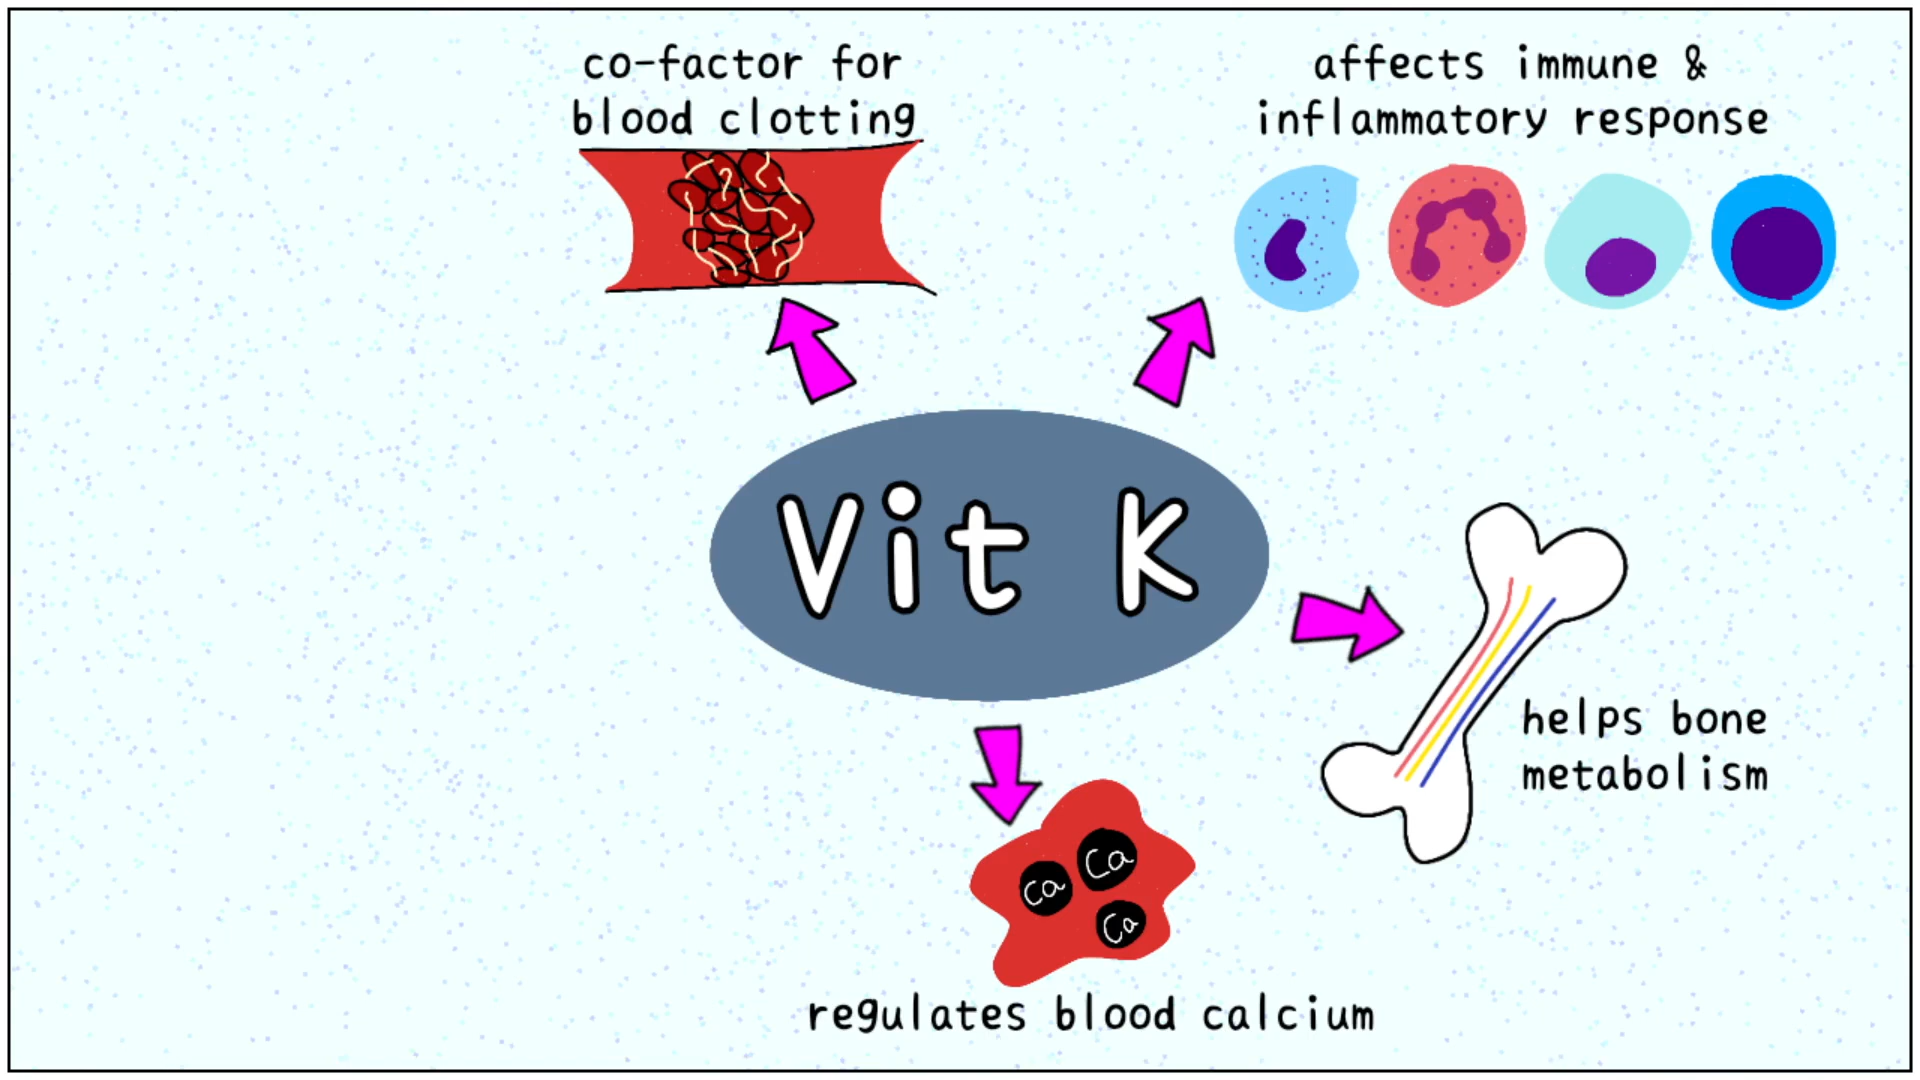 co-factor for
blood clotting
affects immune &
inflammatory response
Vit K
helps bone
metabolism
Ca
Ca
Ca
regulates blood calcium